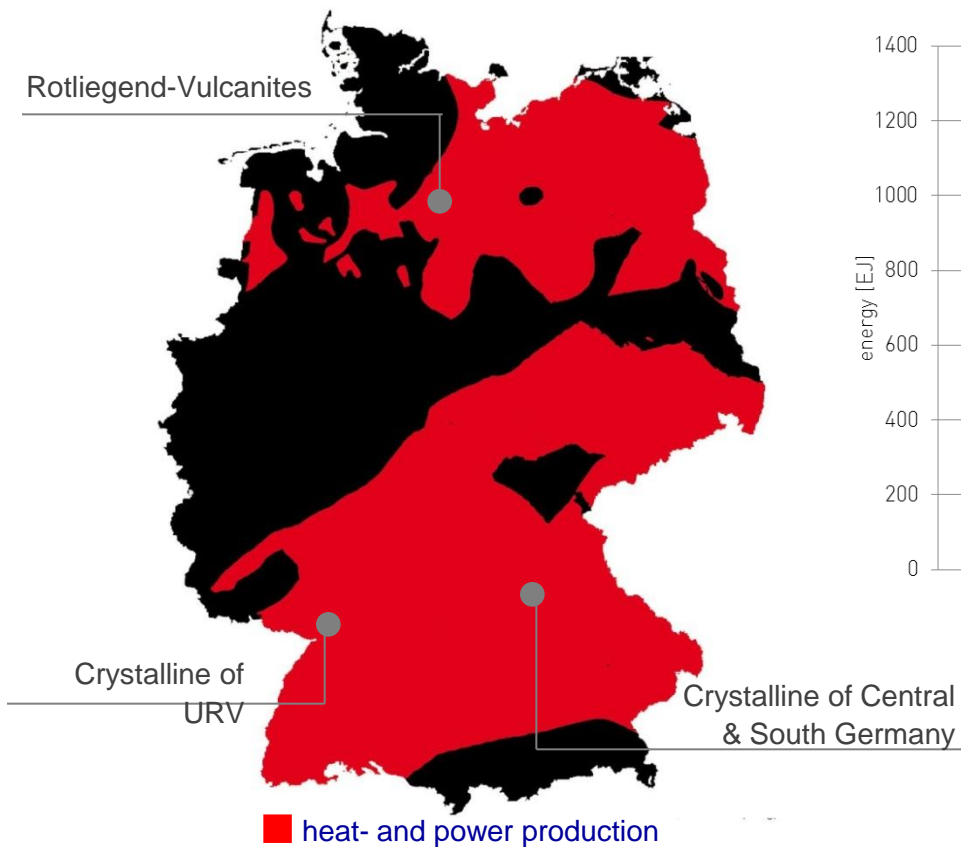 Rotliegend-Vulcanites
1400
1200
1000
800
600
400
200
0
energy [EJ]
Crystalline of
URV
Crystalline of Central
& South Germany
heat- and power production